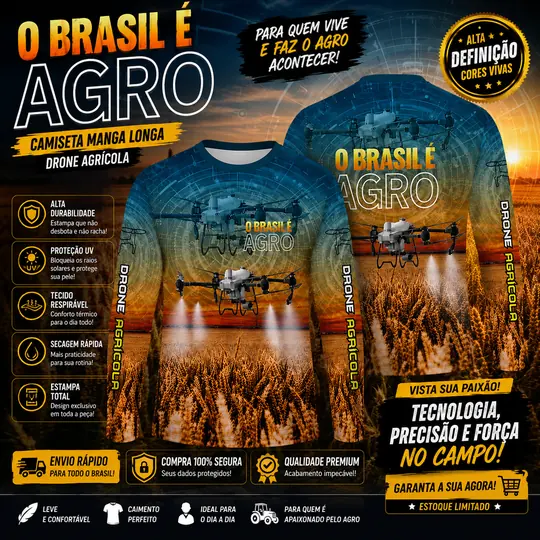 O BRASIL É
AGRO
CAMISETA MANGA LONGA
DRONE AGRÍCOLA
PARA QUEM VIVE
E FAZ O AGRO
ACONTECER!
ALTA
DEFINIÇÃO
CORES VIVAS
ALTA
DURABILIDADE
Estampa que não
desbota e não racha!
UV
PROTEÇÃO UV
Bloqueia os raios
solares e protege
sua pele!
TECIDO
RESPIRÁVEL
Conforto térmico
para o dia todo!
SECAGEM RÁPIDA
Mais praticidade
para sua rotina!
ESTAMPA
TOTAL
Design exclusivo
em toda a peça!
O BRASIL É
AGRO
DRONE AGRICOLA
DRONE AGRICOLA
O BRASIL É
AGRO
DRONE AGRICOLA
VISTA SUA PAIXÃO!
TECNOLOGIA,
PRECISÃO E FORÇA
NO CAMPO!
GARANTA A SUA AGORA!
★ ESTOQUE LIMITADO ★
ENVIO RÁPIDO
PARA TODO O BRASIL!
COMPRA 100% SEGURA
Seus dados protegidos!
QUALIDADE PREMIUM
Acabamento impecável!
LEVE
E CONFORTÁVEL
CAIMENTO
PERFEITO
IDEAL PARA
O DIA A DIA
PARA QUEM É
APAIXONADO PELO AGRO